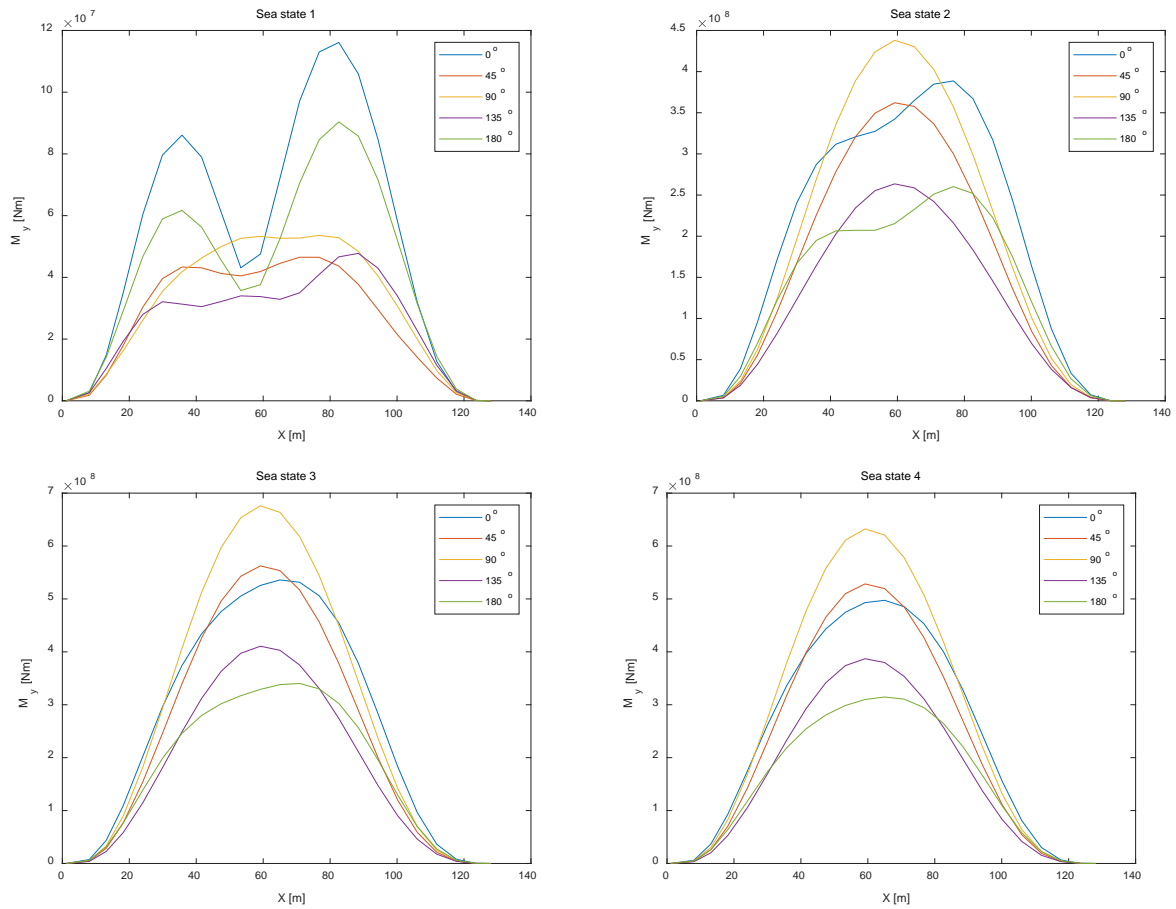 Sea state 1
×10 7
12
10
8
6
4
2
0
M y [Nm]
0 20 40 60 80 100 120 140
X [m]
0 o
45 o
90 o
135 o
180 o
Sea state 2
×10 8
4.5
4
3.5
3
2.5
2
1.5
1
0.5
0
M y [Nm]
0 20 40 60 80 100 120 140
X [m]
0 o
45 o
90 o
135 o
180 o
Sea state 3
×10 8
7
6
5
4
3
2
1
0
M y [Nm]
0 20 40 60 80 100 120 140
X [m]
0 o
45 o
90 o
135 o
180 o
Sea state 4
×10 8
7
6
5
4
3
2
1
0
M y [Nm]
0 20 40 60 80 100 120 140
X [m]
0 o
45 o
90 o
135 o
180 o